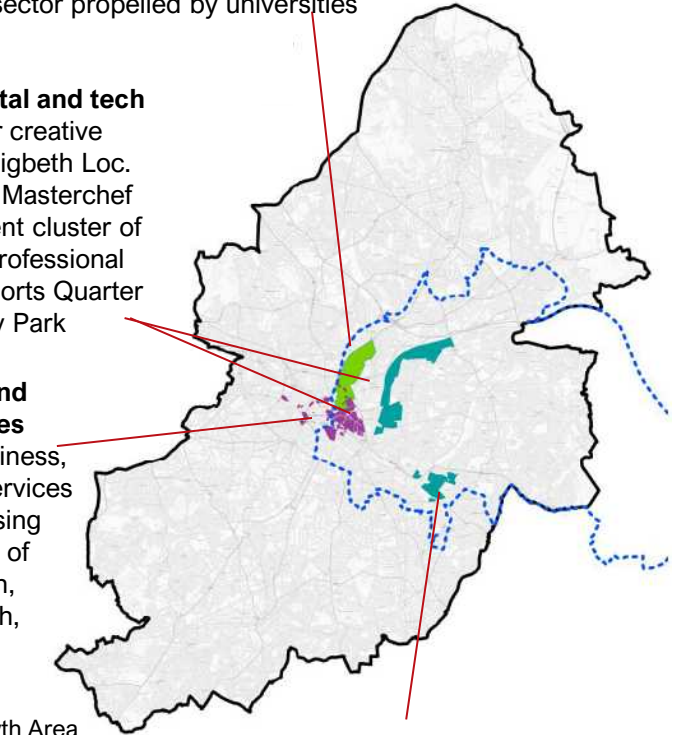 sector propelled by universities
tal and tech
r creative
igbeth Loc.
Masterchef
ent cluster of
rofessional
orts Quarter
y Park
nd
es
iness,
ervices
sing
of
n,
h,
th Area